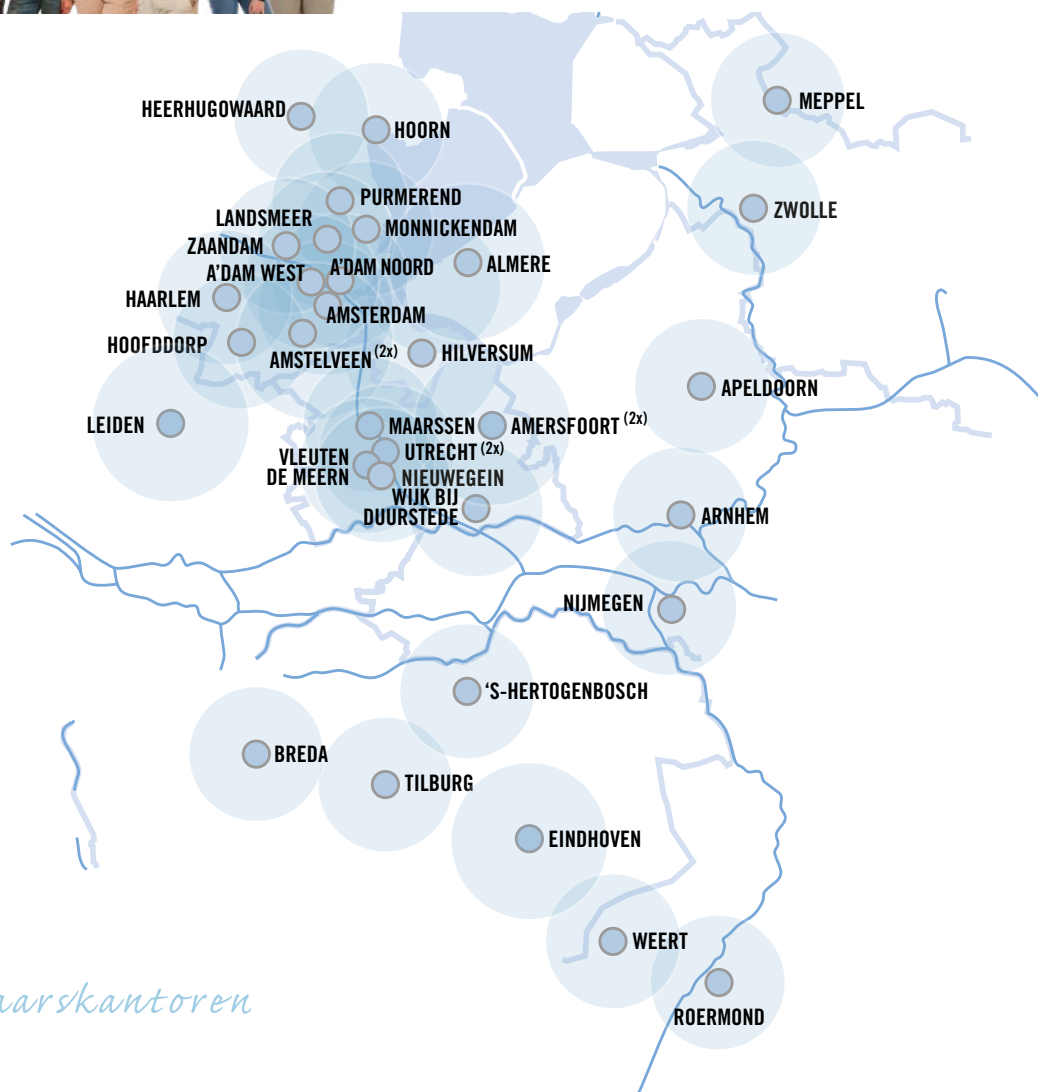 HEERHUGOWAARD
HOORN
MEPPEL
PURMEREND
ZWOLLE
LANDSMEER
MONNICKENDAM
ZAANDAM
ALMERE
A'DAM WEST
A'DAM NOORD
HAARLEM
AMSTERDAM
HOOFDDORP
AMSTELVEEN (2x)
HILVERSUM
APELDOORN
LEIDEN
MAARSSEN
AMERSFOORT (2x)
UTRECHT (2x)
VLEUTEN
DE MEERN
NIEUWEGEIN
WIJK BIJ
DUURSTEDE
ARNHEM
NIJMEGEN
‘S-HERTOGENBOSCH
BREDA
TILBURG
EINDHOVEN
WEERT
ROERMOND
aarskantoren